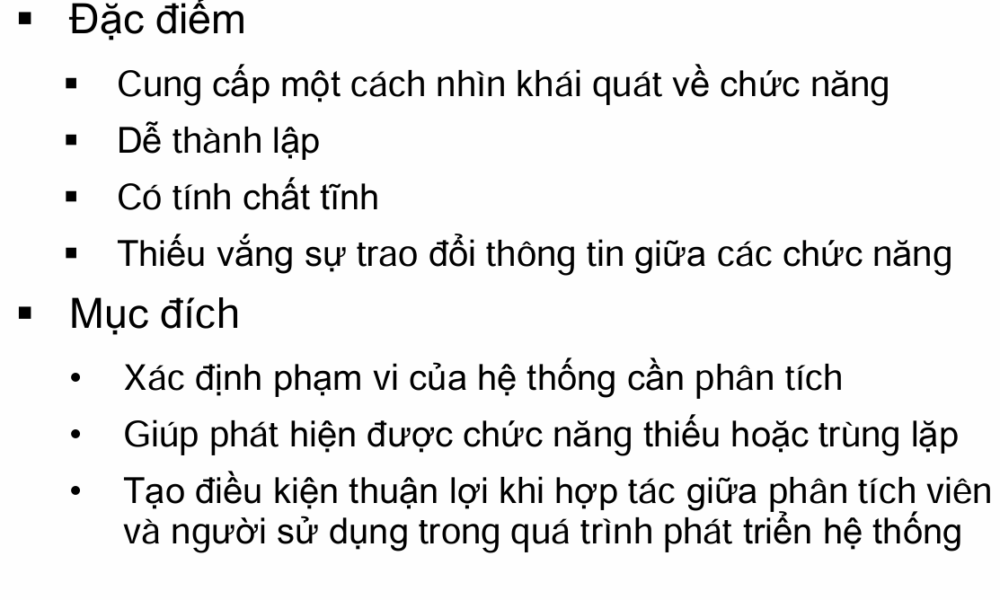 ▪ Đặc điểm
▪ Cung cấp một cách nhìn khái quát về chức năng
▪ Dễ thành lập
▪ Có tính chất tĩnh
▪ Thiếu vắng sự trao đổi thông tin giữa các chức năng
▪ Mục đích
• Xác định phạm vi của hệ thống cần phân tích
• Giúp phát hiện được chức năng thiếu hoặc trùng lặp
• Tạo điều kiện thuận lợi khi hợp tác giữa phân tích viên
và người sử dụng trong quá trình phát triển hệ thống